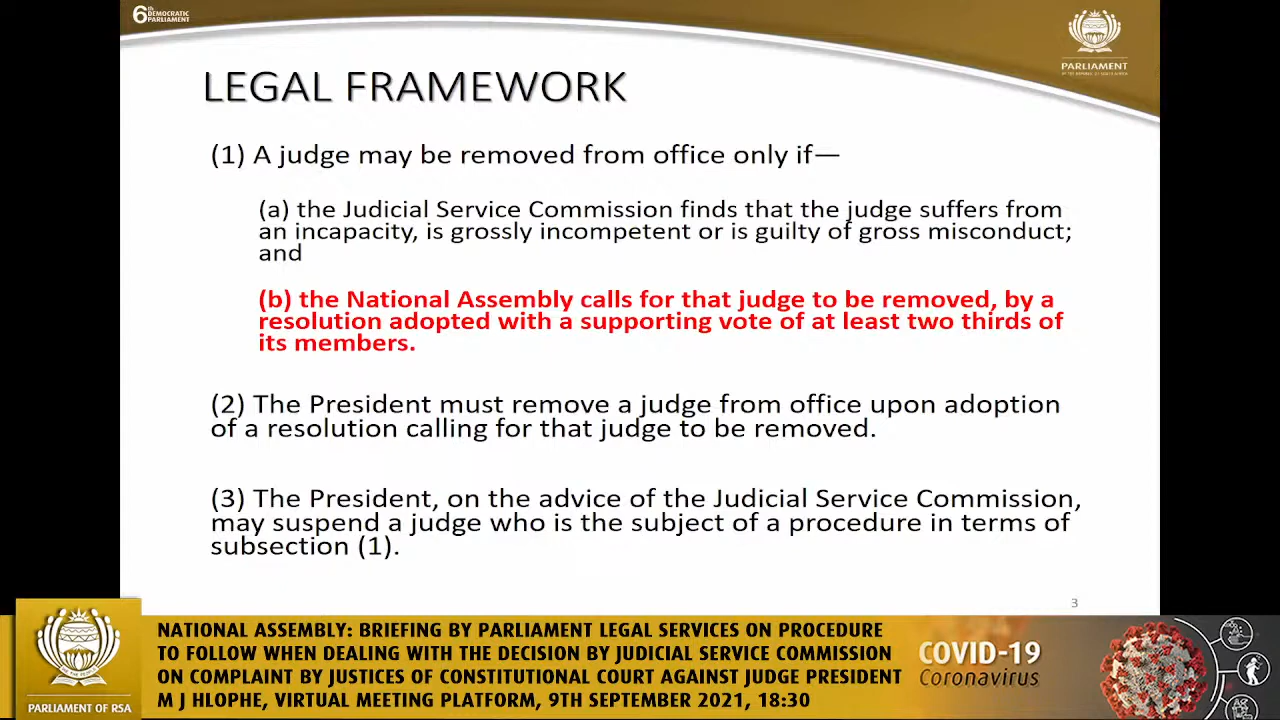 6th DEMOCRATIC
PARLIAMENT
PARLIAMENT
OF THE REPUBLIC OF SOUTH AFRICA
LEGAL FRAMEWORK
(1) A judge may be removed from office only if—
(a) the Judicial Service Commission finds that the judge suffers from
an incapacity, is grossly incompetent or is guilty of gross misconduct;
and
(b) the National Assembly calls for that judge to be removed, by a
resolution adopted with a supporting vote of at least two thirds of
its members.
(2) The President must remove a judge from office upon adoption
of a resolution calling for that judge to be removed.
(3) The President, on the advice of the Judicial Service Commission,
may suspend a judge who is the subject of a procedure in terms of
subsection (1).
3
NATIONAL ASSEMBLY: BRIEFING BY PARLIAMENT LEGAL SERVICES ON PROCEDURE
TO FOLLOW WHEN DEALING WITH THE DECISION BY JUDICIAL SERVICE COMMISSION
ON COMPLAINT BY JUSTICES OF CONSTITUTIONAL COURT AGAINST JUDGE PRESIDENT
M J HLOPHE, VIRTUAL MEETING PLATFORM, 9TH SEPTEMBER 2021, 18:30
PARLIAMENT OF RSA
COVID-19
Coronavirus